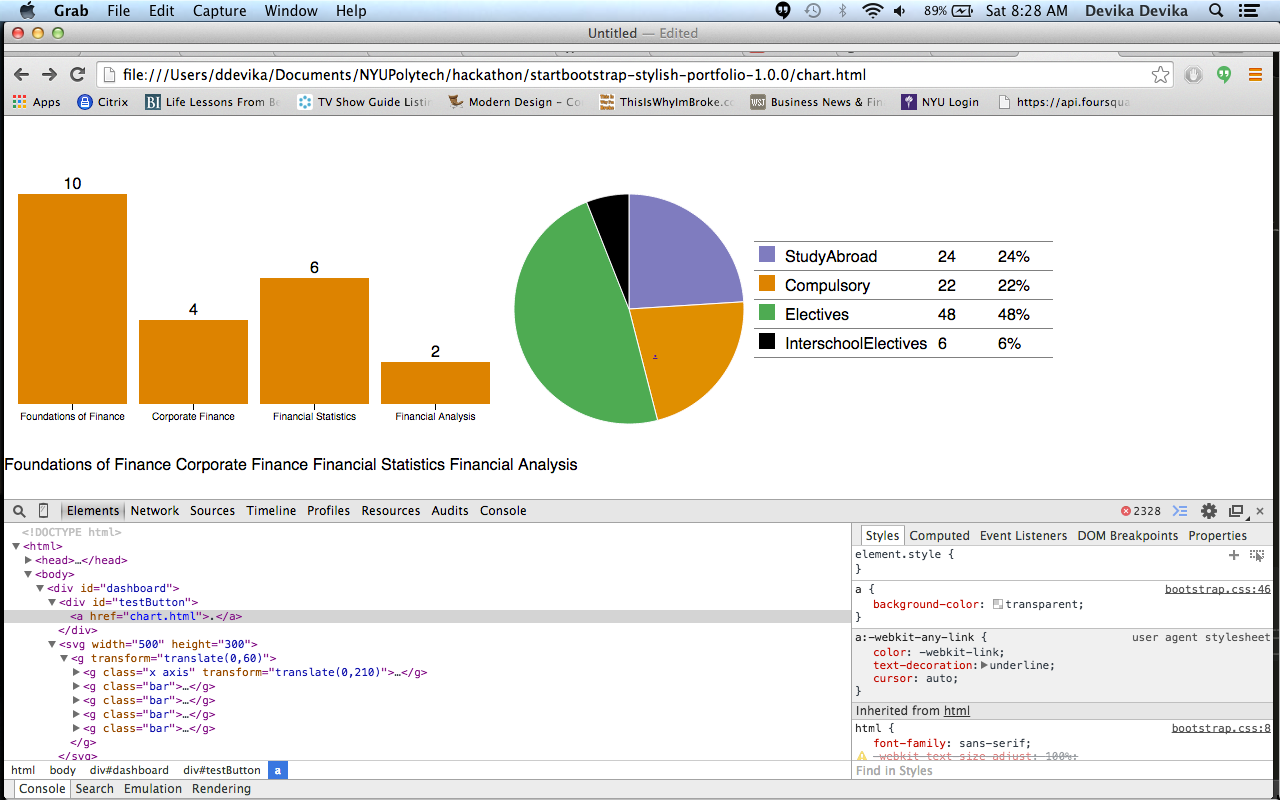 Grab File Edit Capture Window Help 89% Sat 8:28 AM Devika Devika
Untitled — Edited
file:///Users/ddevika/Documents/NYUPolytech/hackathon/startbootstrap-stylish-portfolio-1.0.0/chart.html
Apps Citrix BI Life Lessons From Be TV Show Guide Listin Modern Design - Co ThisIsWhyImBroke.co WSJ Business News & Fin NYU Login https://api.foursqua
10
4
6
2
Foundations of Finance Corporate Finance Financial Statistics Financial Analysis
.
StudyAbroad 24 24%
Compulsory 22 22%
Electives 48 48%
InterschoolElectives 6 6%
Foundations of Finance Corporate Finance Financial Statistics Financial Analysis
Elements Network Sources Timeline Profiles Resources Audits Console 2328
<!DOCTYPE html>
<html>
<head>…</head>
<body>
<div id="dashboard">
<div id="testButton">
<a href="chart.html">.</a>
</div>
<svg width="500" height="300">
<g transform="translate(0,60)">
<g class="x axis" transform="translate(0,210)">…</g>
<g class="bar">…</g>
<g class="bar">…</g>
<g class="bar">…</g>
<g class="bar">…</g>
</g>
</svg>
html body div#dashboard div#testButton a
Styles Computed Event Listeners DOM Breakpoints Properties
element.style {
}
a { bootstrap.css:46
background-color: transparent;
}
a:-webkit-any-link { user agent stylesheet
color: -webkit-link;
text-decoration: underline;
cursor: auto;
}
Inherited from html
html { bootstrap.css:8
font-family: sans-serif;
-webkit-text-size-adjust: 100%;
Find in Styles
Console Search Emulation Rendering